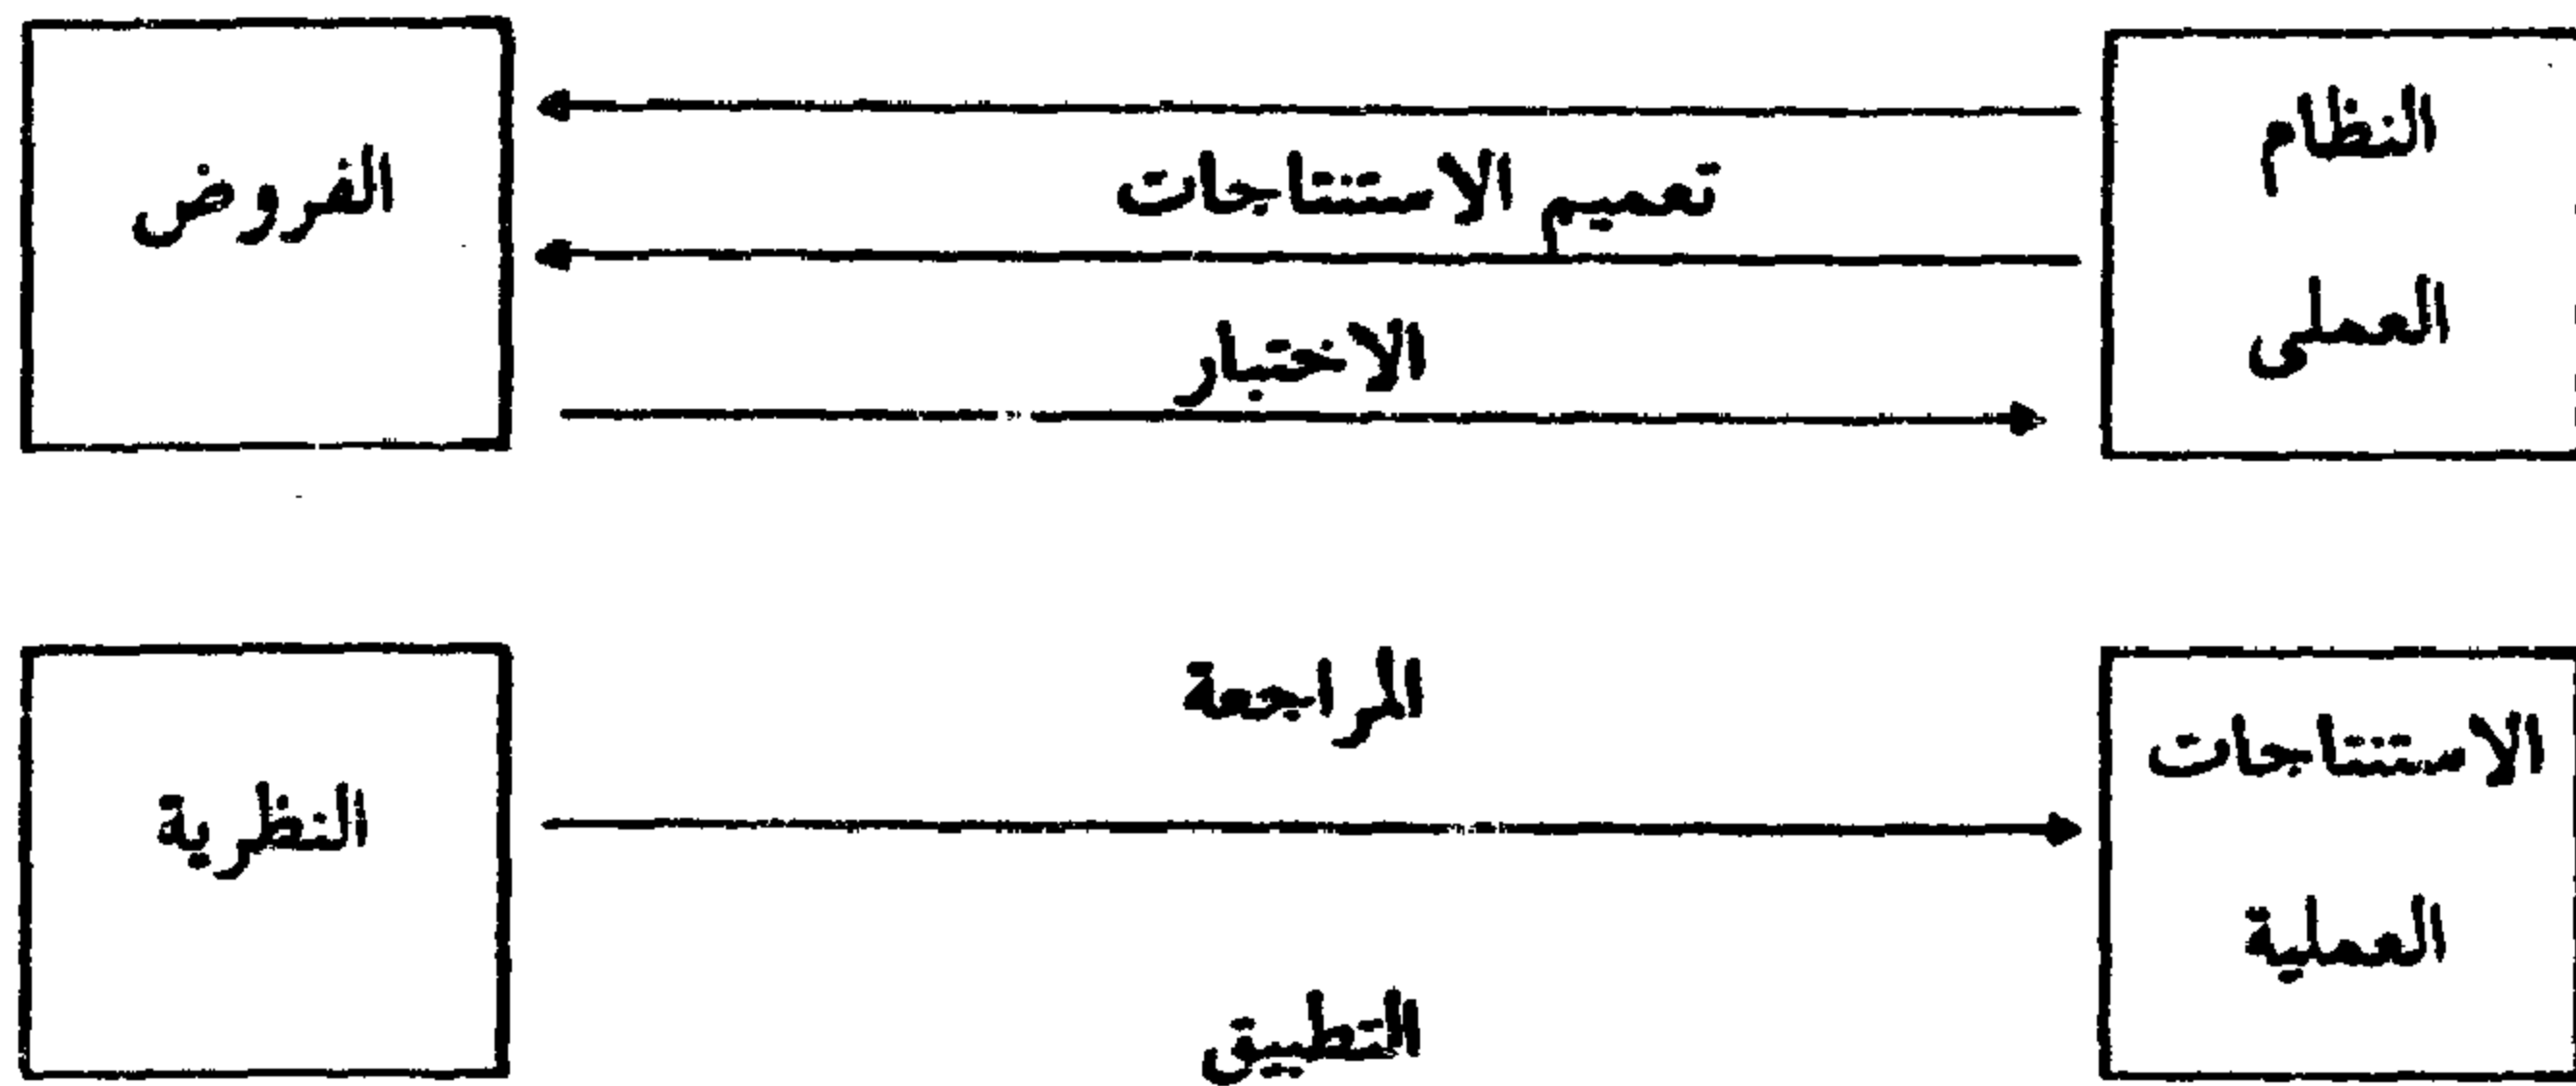 النظام
العملى
تعميم الاستنتاجات
الاختبار
الفروض
الاستنتاجات
العملية
المراجعة
التطبيق
النظرية